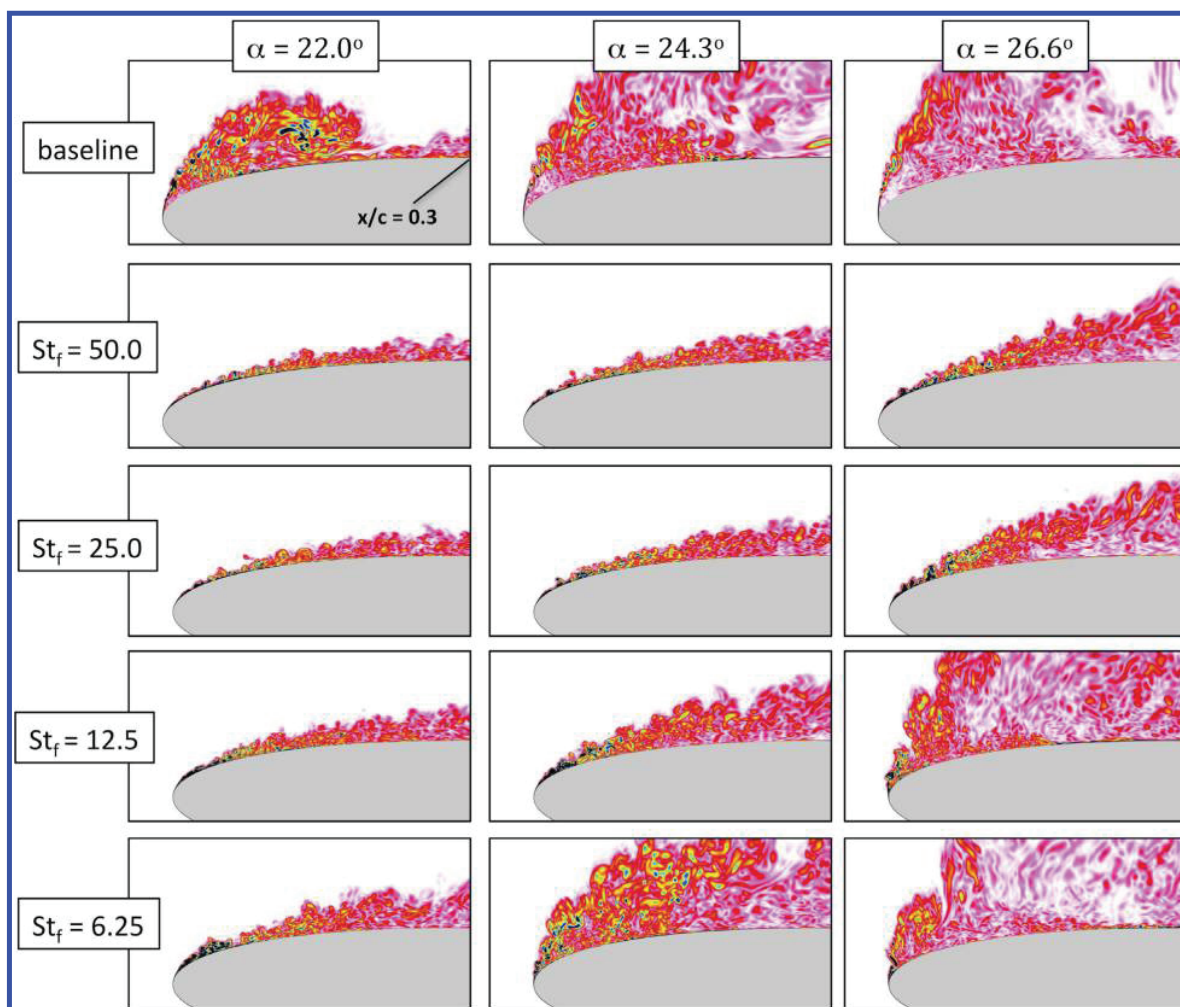 α = 22.0°
α = 24.3°
α = 26.6°
baseline
x/c = 0.3
St_f = 50.0
St_f = 25.0
St_f = 12.5
St_f = 6.25